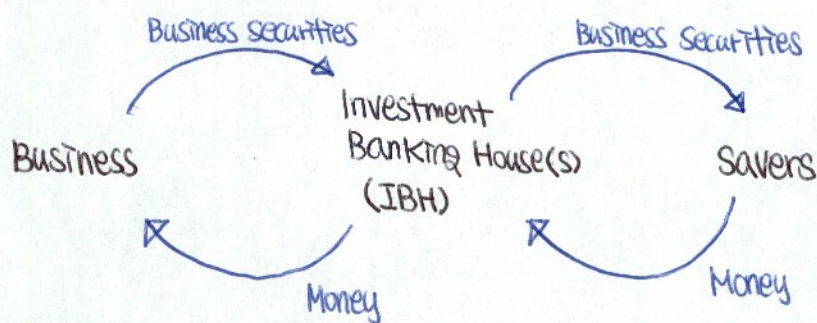 Business securities
Business securities
Business
Investment
Banking House(s)
(IBH)
savers
Money
Money